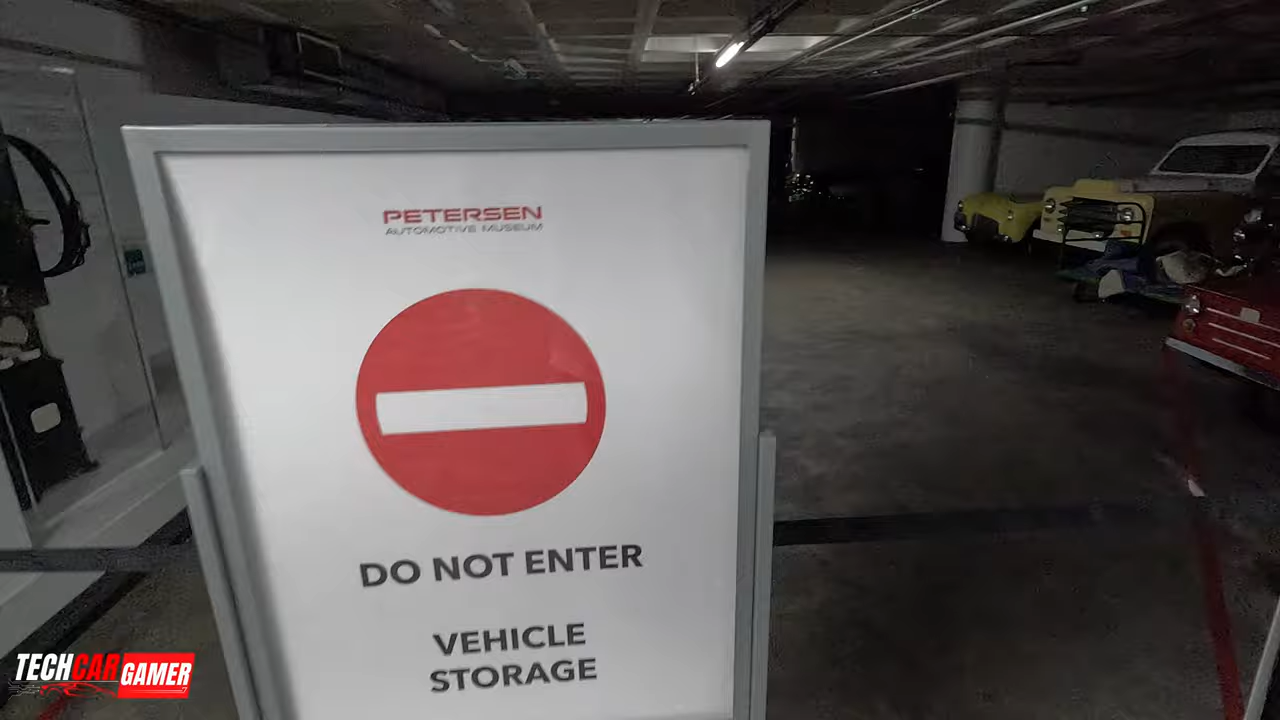 PETERSEN
AUTOMOTIVE MUSEUM
DO NOT ENTER
VEHICLE
STORAGE
TECHCARGAMER